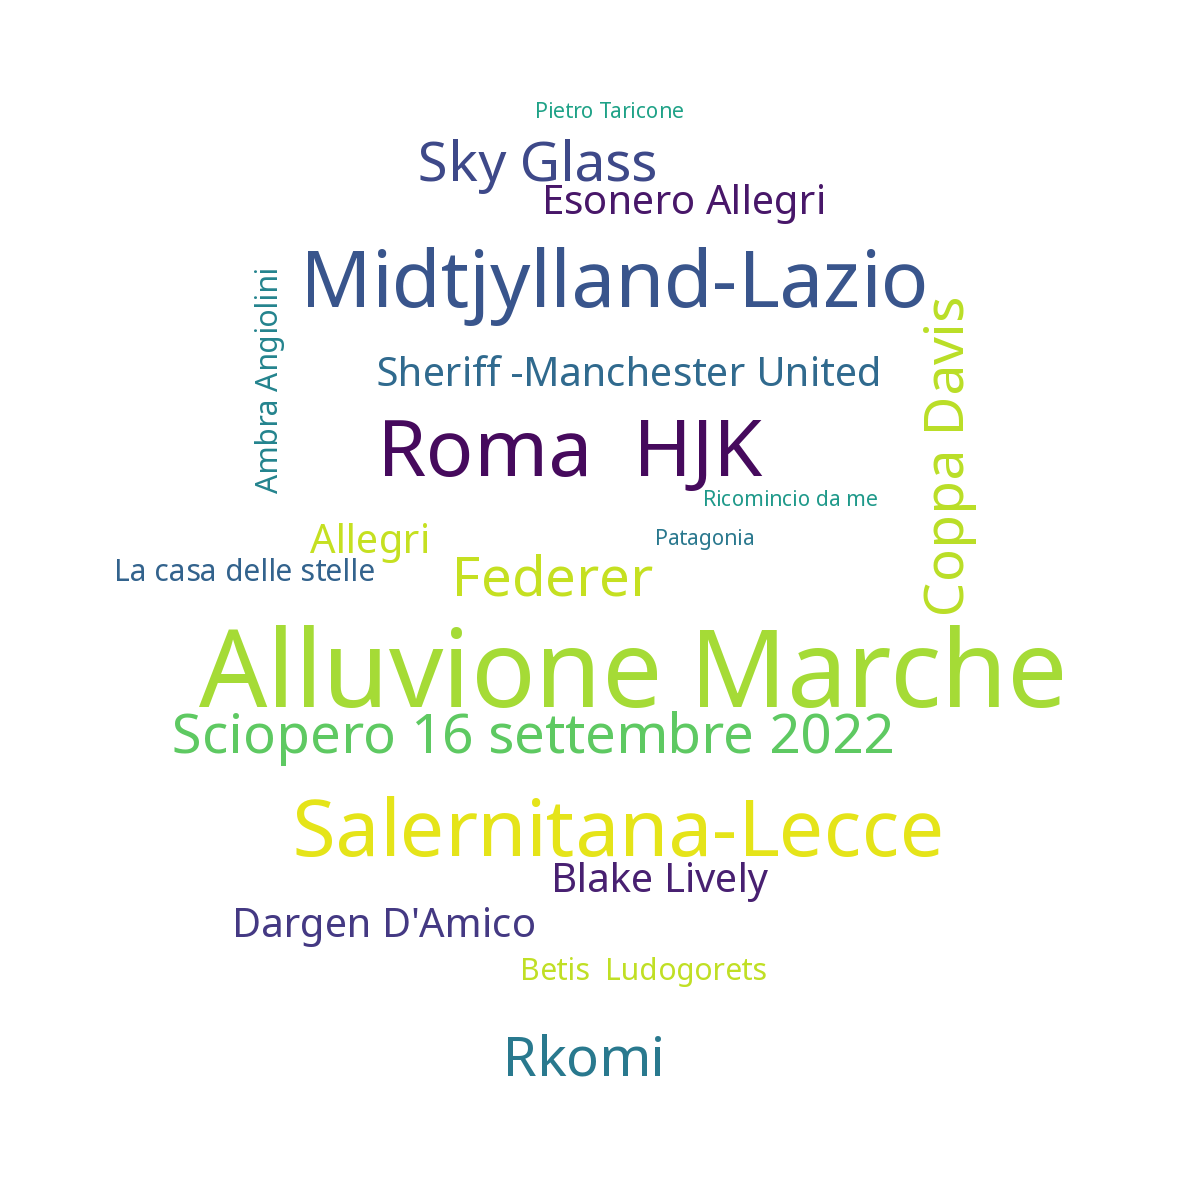 Pietro Taricone
Sky Glass
Esonero Allegri
Midtjylland-Lazio
Ambra Angiolini
Coppa Davis
Sheriff -Manchester United
Roma  HJK
Ricomincio da me
Allegri
Patagonia
La casa delle stelle
Federer
Alluvione Marche
Sciopero 16 settembre 2022
Salernitana-Lecce
Blake Lively
Dargen D'Amico
Betis  Ludogorets
Rkomi